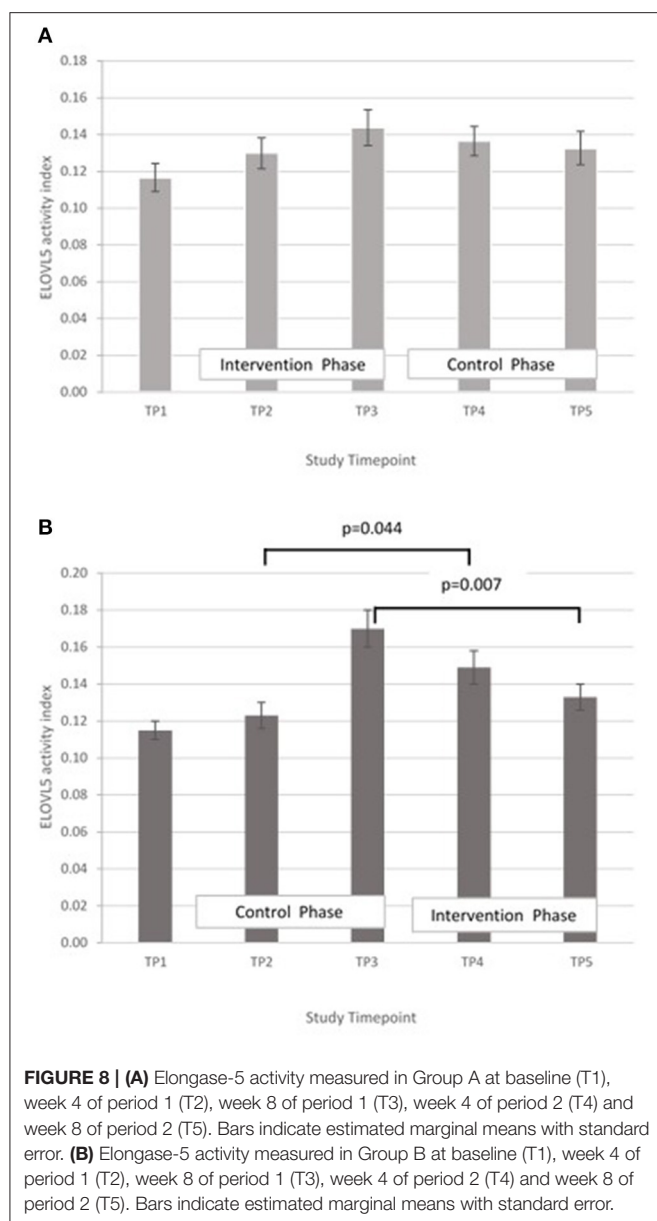 A
0.18
0.16
0.14
0.12
0.10
0.08
0.06
0.04
0.02
0.00
ELOVL5 activity index
Intervention Phase
Control Phase
TP1 TP2 TP3 TP4 TP5
Study Timepoint
B
p=0.044
p=0.007
0.20
0.18
0.16
0.14
0.12
0.10
0.08
0.06
0.04
0.02
0.00
ELOVL5 activity index
Control Phase
Intervention Phase
TP1 TP2 TP3 TP4 TP5
Study Timepoint
FIGURE 8 | (A) Elongase-5 activity measured in Group A at baseline (T1),
week 4 of period 1 (T2), week 8 of period 1 (T3), week 4 of period 2 (T4) and
week 8 of period 2 (T5). Bars indicate estimated marginal means with standard
error. (B) Elongase-5 activity measured in Group B at baseline (T1), week 4 of
period 1 (T2), week 8 of period 1 (T3), week 4 of period 2 (T4) and week 8 of
period 2 (T5). Bars indicate estimated marginal means with standard error.